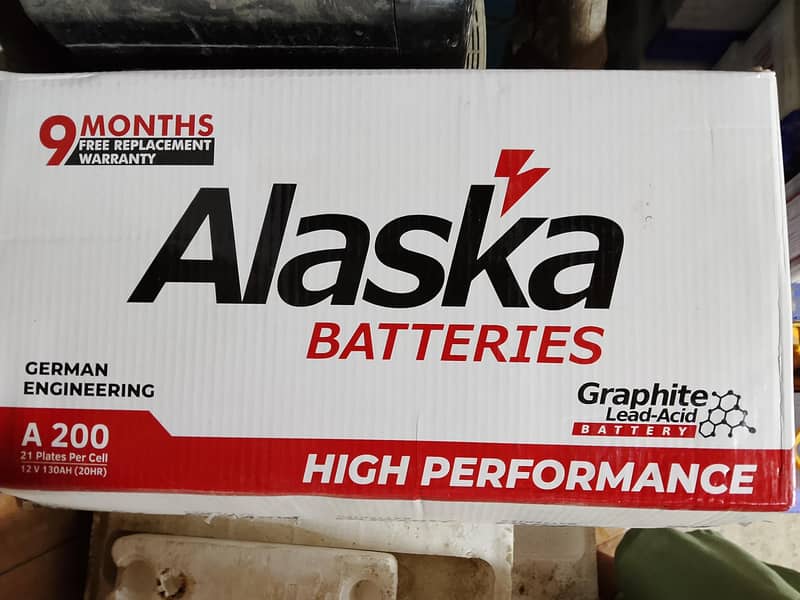 9 MONTHS
FREE REPLACEMENT
WARRANTY
Alaska
BATTERIES
GERMAN
ENGINEERING
Graphite
Lead-Acid
BATTERY
A 200
21 Plates Per Cell
12 V 130AH (20HR)
HIGH PERFORMANCE